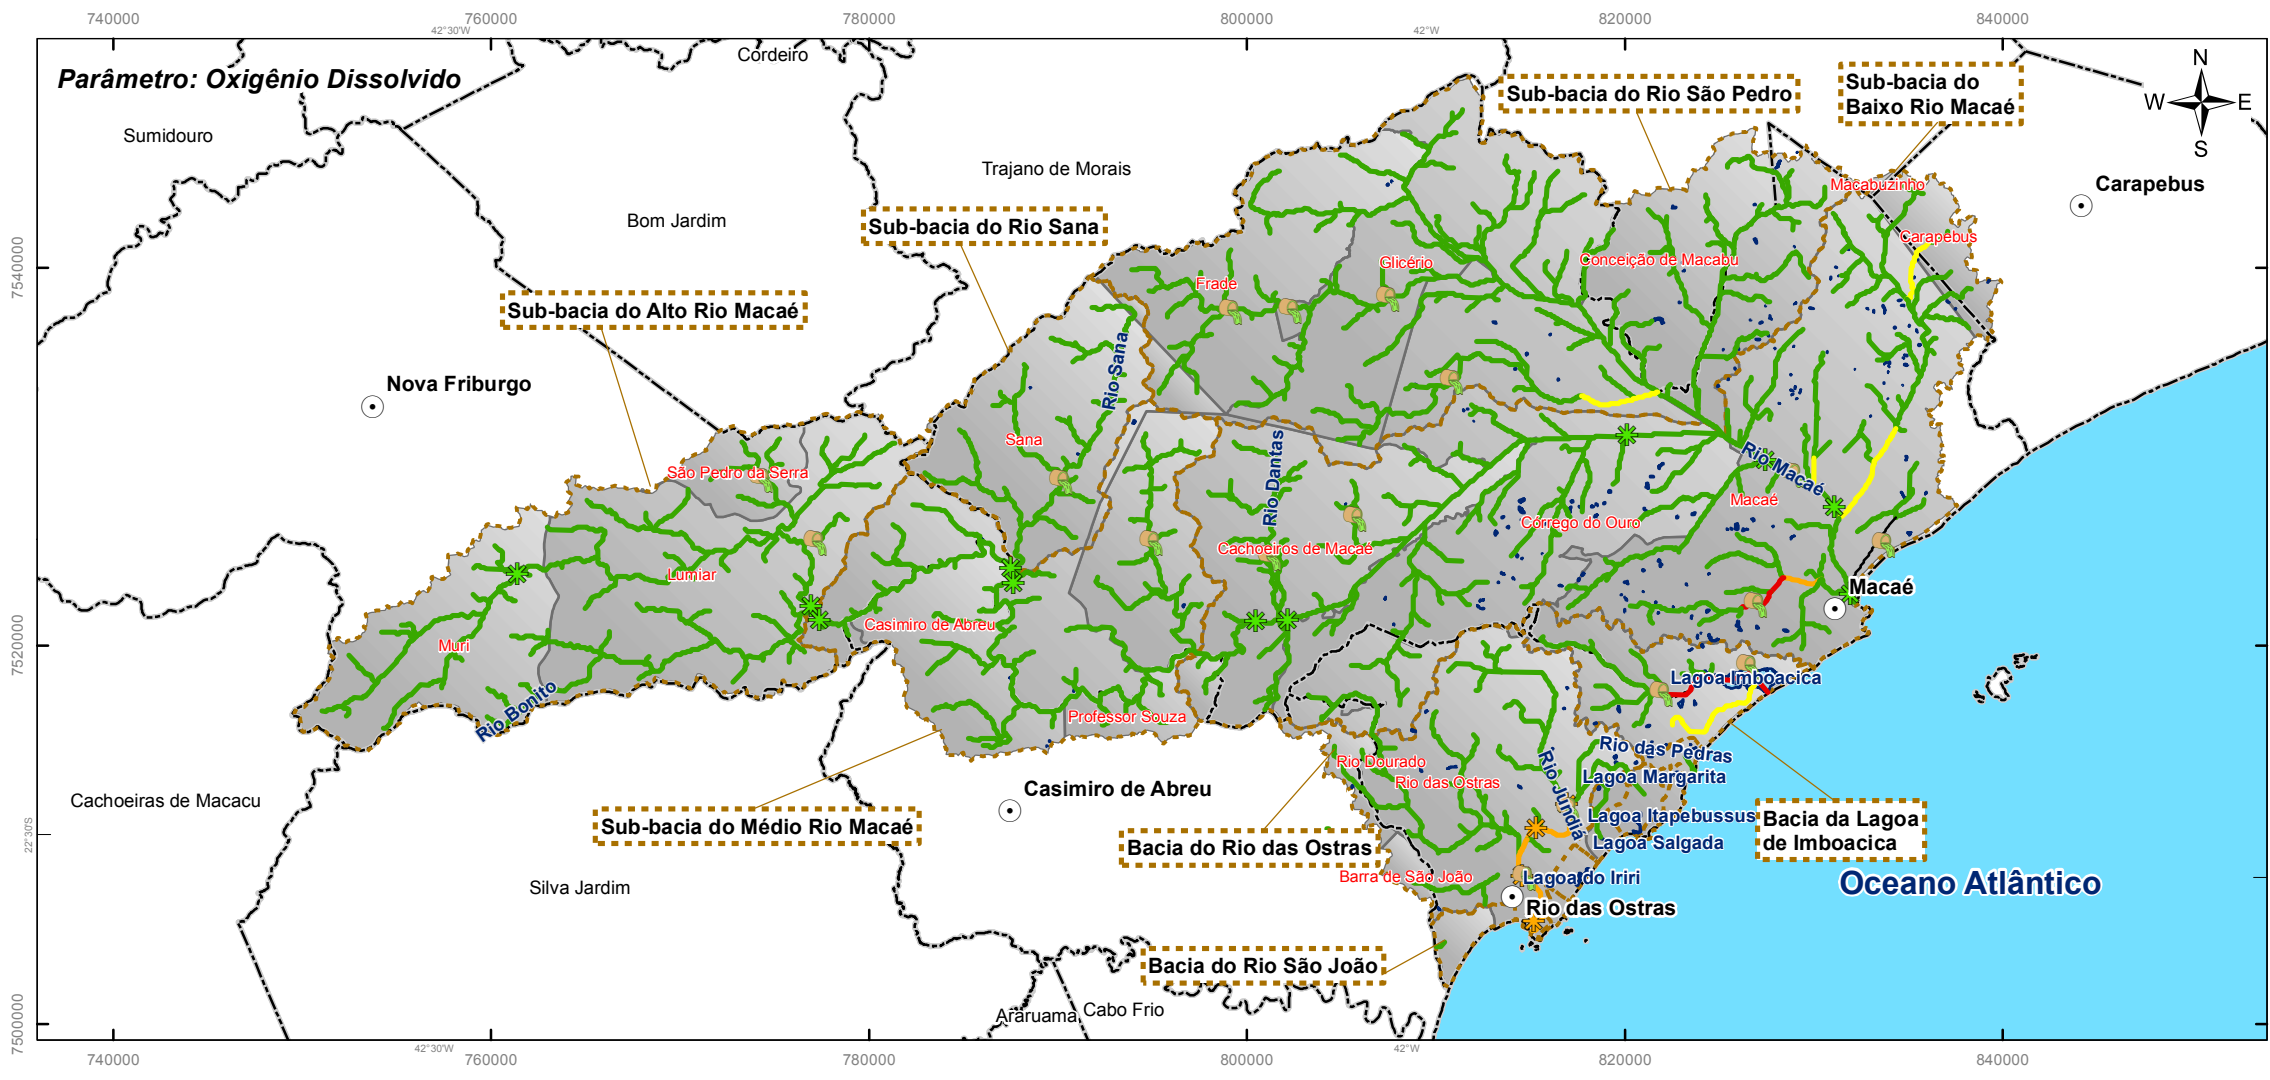 740000
760000
780000
800000
820000
840000
42°30'W
42°W
Parâmetro: Oxigênio Dissolvido
Cordeiro
Sumidouro
Trajano de Morais
Bom Jardim
Sub-bacia do Rio São Pedro
Sub-bacia do
Baixo Rio Macaé
N
W
E
S
Carapebus
Macabuzinho
Carapebus
Sub-bacia do Rio Sana
Conceição de Macabu
Glicério
Frade
7540000
Sub-bacia do Alto Rio Macaé
Rio Sana
Nova Friburgo
Sana
São Pedro da Serra
Rio Dantas
Rio Macaé
Macaé
Córrego do Ouro
Cachoeiros de Macaé
Lumiar
Macaé
Casimiro de Abreu
Muri
7520000
Lagoa Imboacica
Rio Bonito
Professor Souza
Rio das Pedras
Rio Dourado
Rio das Ostras
Rio Jundiá
Lagoa Margarita
Cachoeiras de Macacu
Casimiro de Abreu
Lagoa Itapebussus
Bacia da Lagoa
de Imboacica
Sub-bacia do Médio Rio Macaé
22°30'S
Bacia do Rio das Ostras
Lagoa Salgada
Silva Jardim
Barra de São João
Lagoa do Iriri
Oceano Atlântico
Rio das Ostras
Bacia do Rio São João
Araruama
Cabo Frio
7500000
42°30'W
42°W
740000
760000
780000
800000
820000
840000